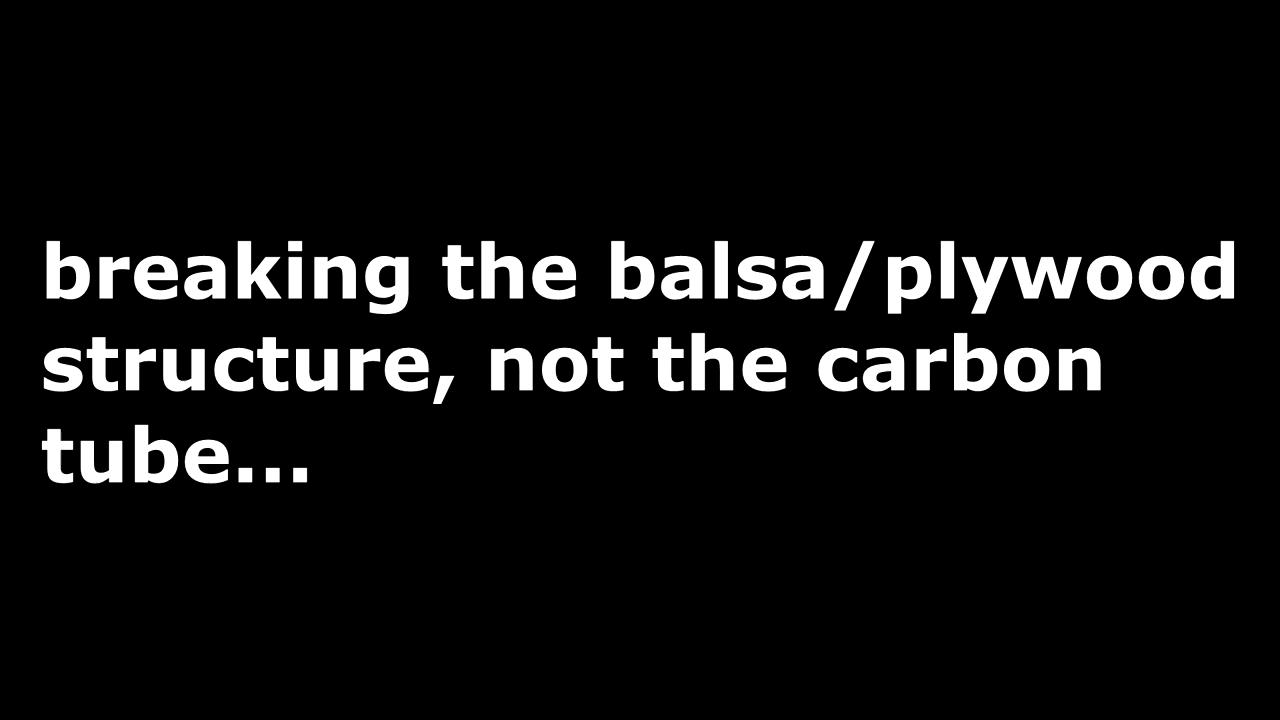 breaking the balsa/plywood
structure, not the carbon
tube...